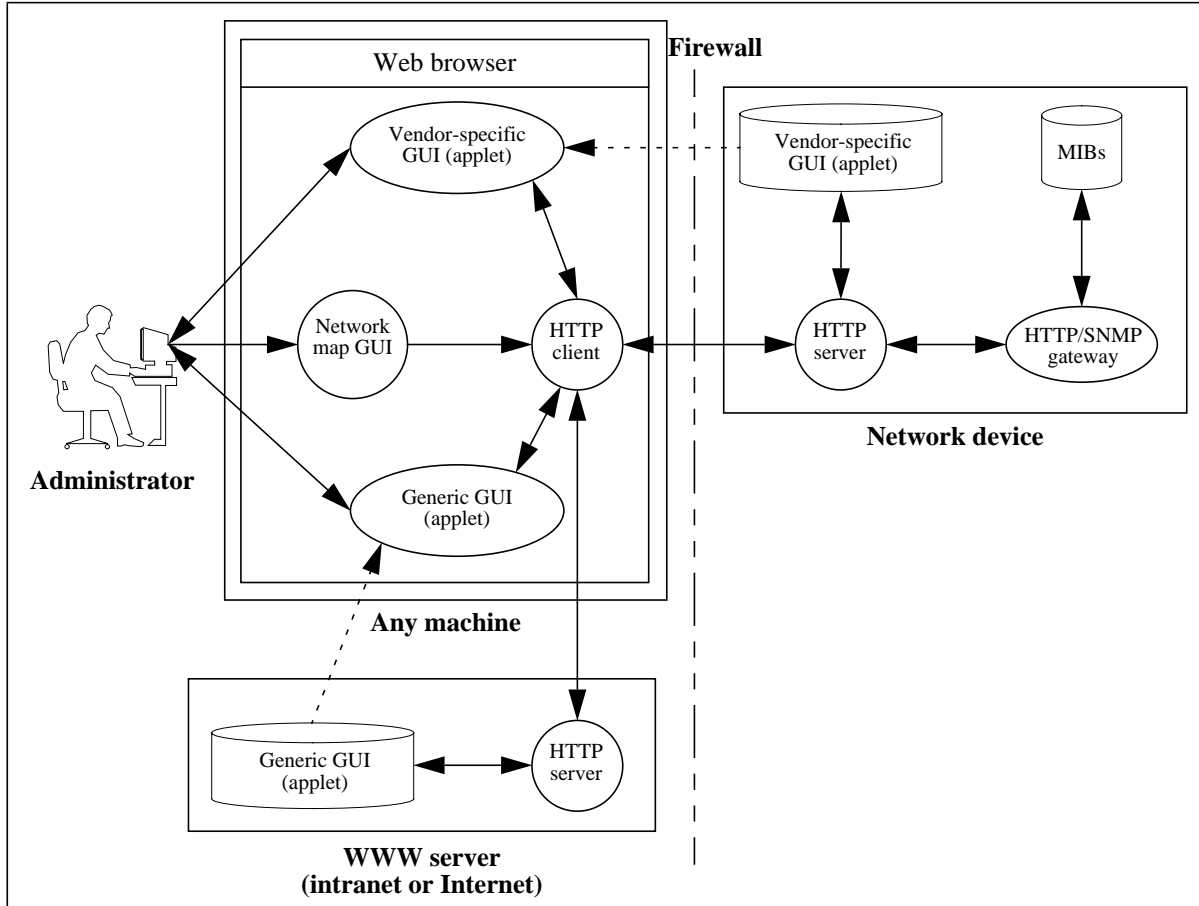 Firewall
Web browser
Vendor-specific
GUI (applet)
Vendor-specific
GUI (applet)
MIBs
Network
map GUI
HTTP
client
HTTP
server
HTTP/SNMP
gateway
Network device
Administrator
Generic GUI
(applet)
Any machine
Generic GUI
(applet)
HTTP
server
WWW server
(intranet or Internet)